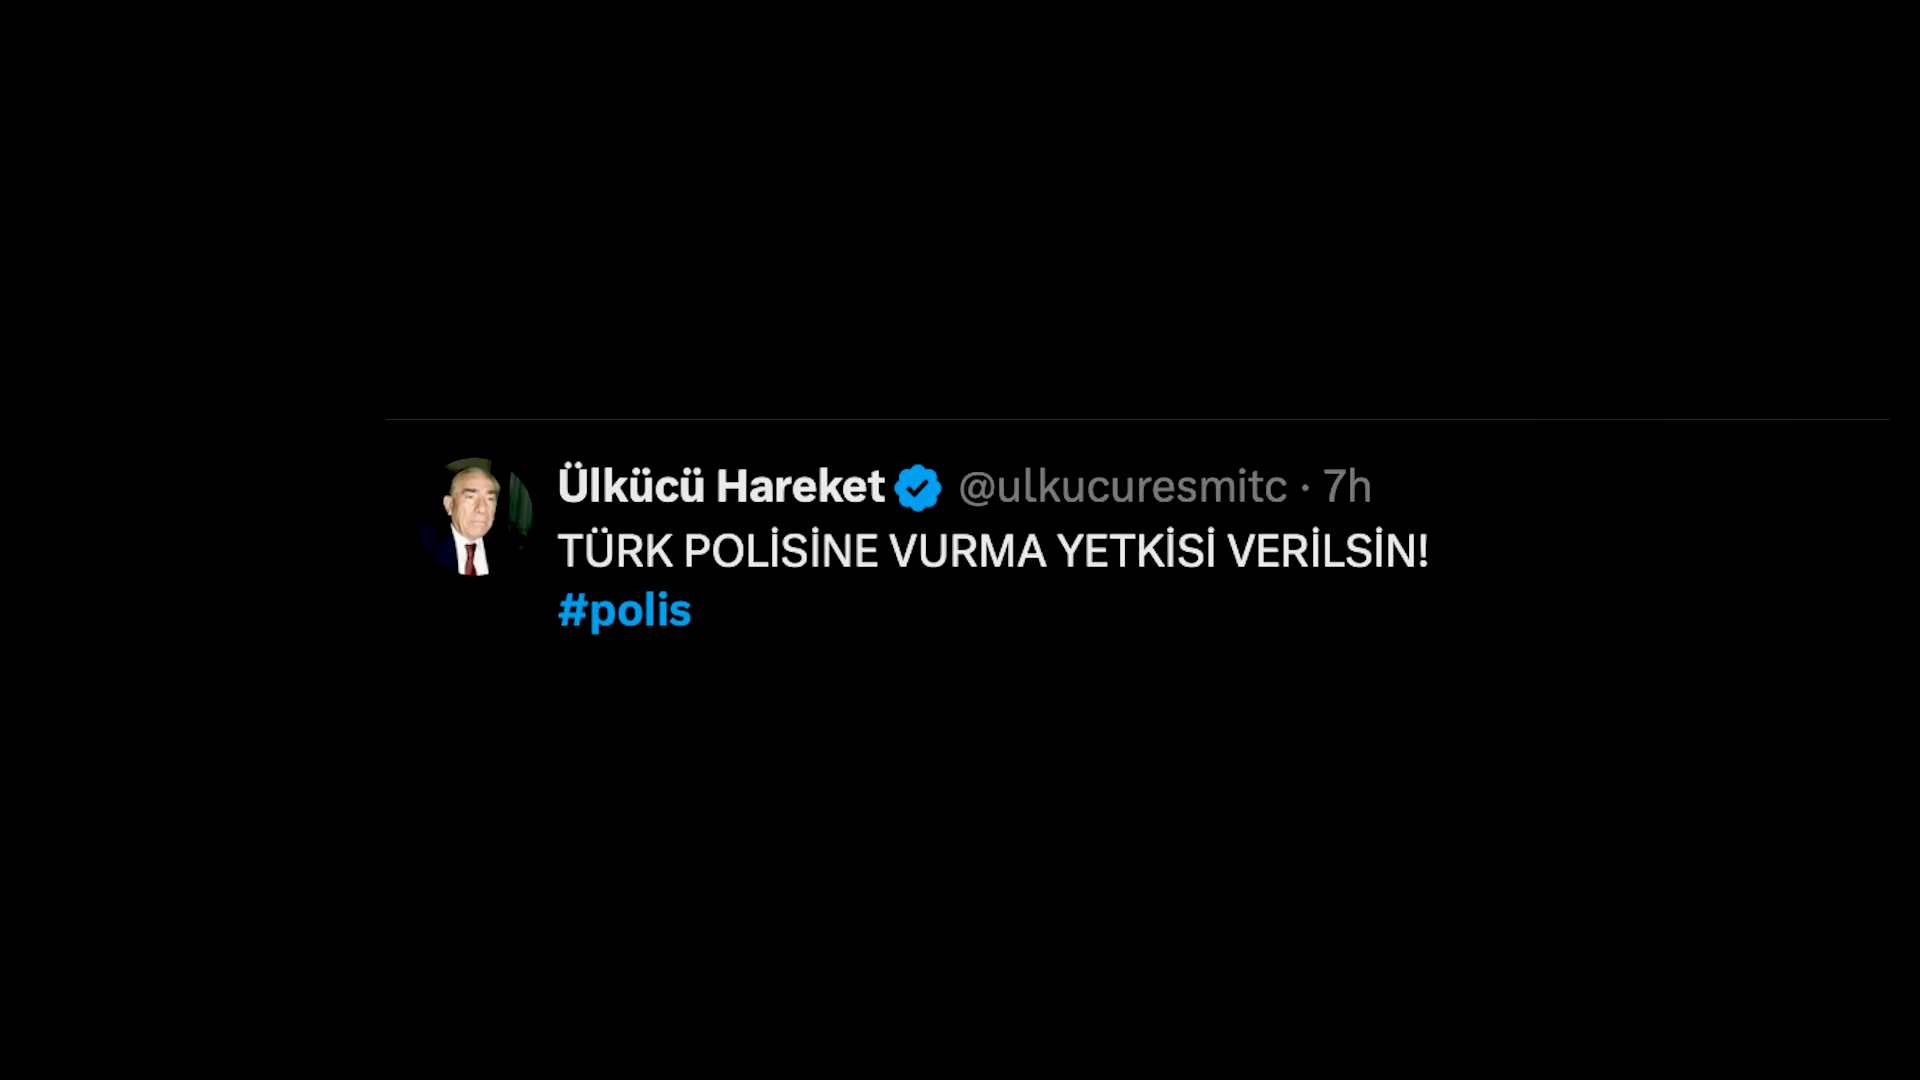 Ülkücü Hareket @ulkucuresmitc · 7h
TÜRK POLİSİNE VURMA YETKİSİ VERİLSİN!
#polis